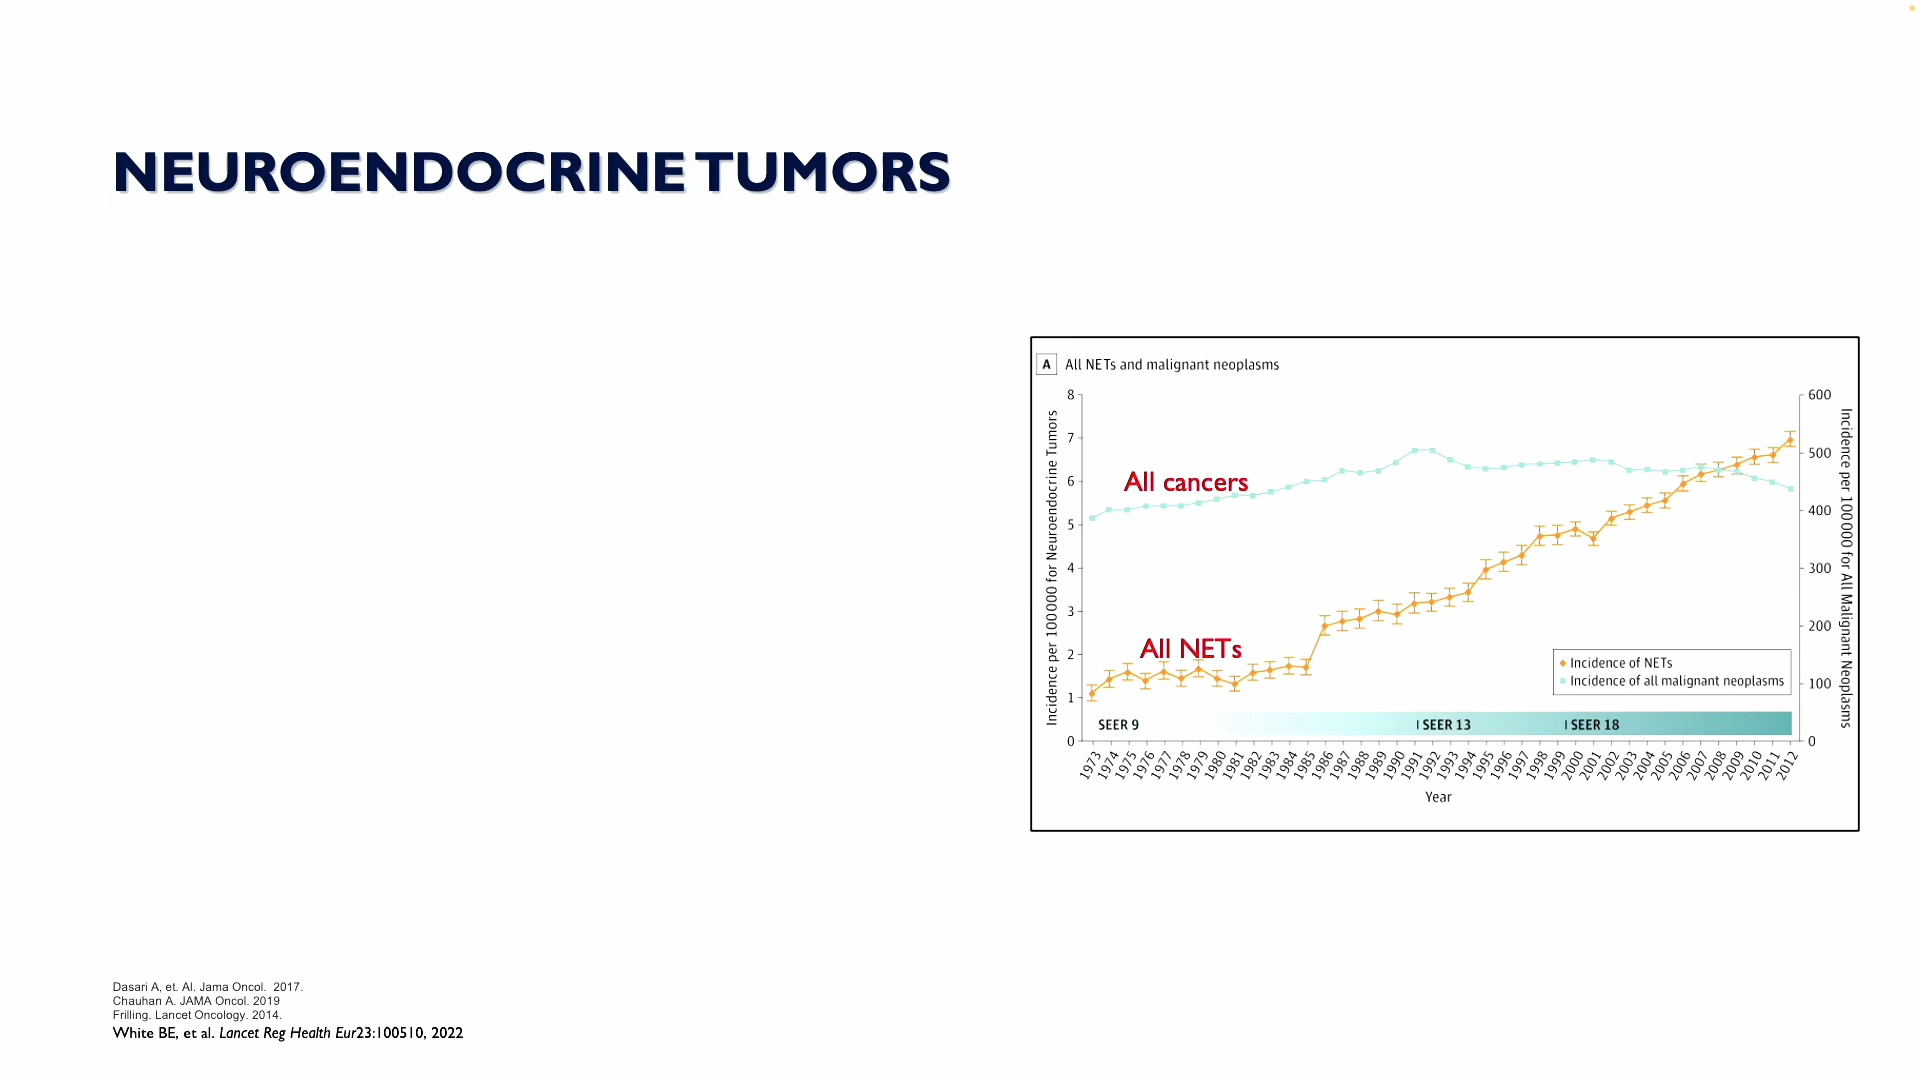 NEUROENDOCRINE TUMORS
A All NETs and malignant neoplasms
Incidence per 100 000 for Neuroendocrine Tumors
8
7
6
5
4
3
2
1
0
600
500
400
300
200
100
0
Incidence per 100 000 for All Malignant Neoplasms
All cancers
All NETs
Incidence of NETs
Incidence of all malignant neoplasms
SEER 9
SEER 13
SEER 18
1973 1974 1975 1976 1977 1978 1979 1980 1981 1982 1983 1984 1985 1986 1987 1988 1989 1990 1991 1992 1993 1994 1995 1996 1997 1998 1999 2000 2001 2002 2003 2004 2005 2006 2007 2008 2009 2010 2011 2012
Year
Dasari A, et. Al. Jama Oncol. 2017.
Chauhan A. JAMA Oncol. 2019
Frilling. Lancet Oncology. 2014.
White BE, et al. Lancet Reg Health Eur23:100510, 2022